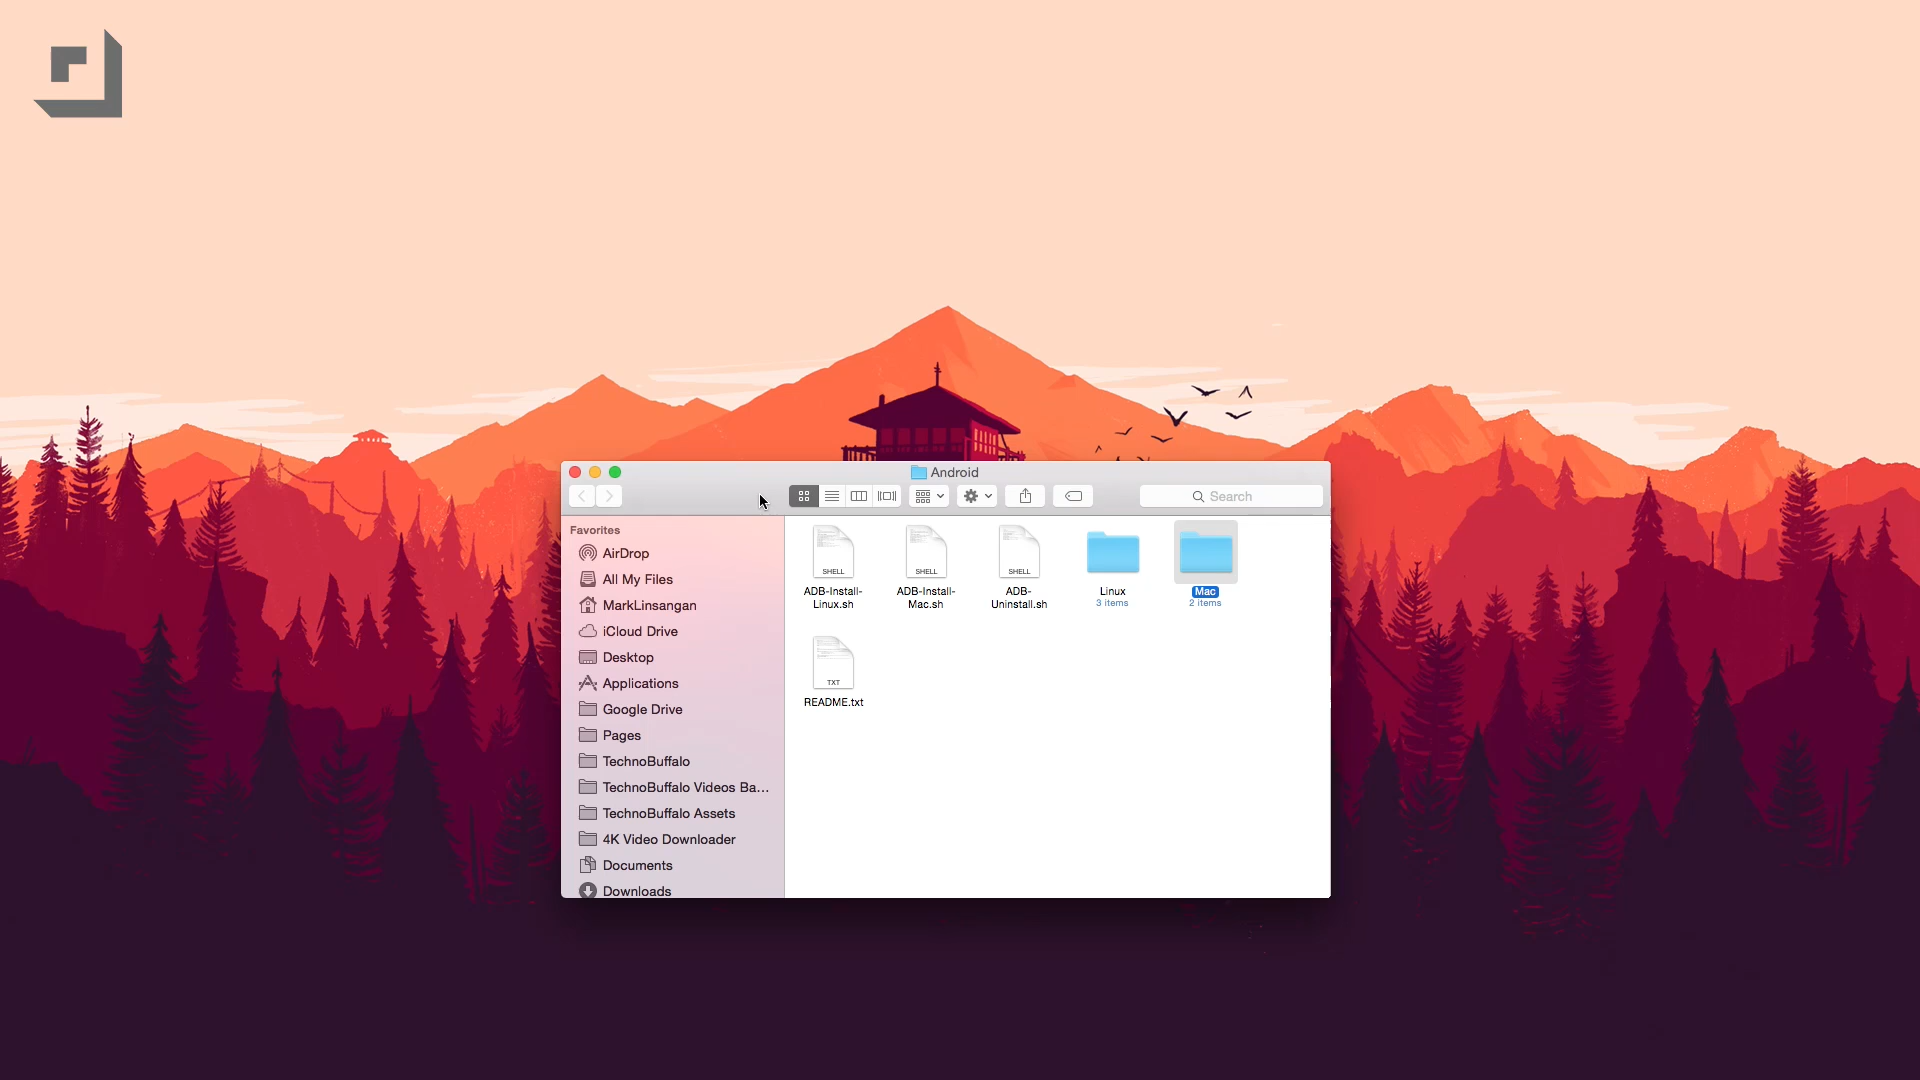 Android
Search
Favorites
AirDrop
All My Files
MarkLinsangan
iCloud Drive
Desktop
Applications
Google Drive
Pages
TechnoBuffalo
TechnoBuffalo Videos Ba...
TechnoBuffalo Assets
4K Video Downloader
Documents
Downloads
SHELL
ADB-Install-
Linux.sh
SHELL
ADB-Install-
Mac.sh
SHELL
ADB-
Uninstall.sh
Linux
3 items
Mac
2 items
TXT
README.txt